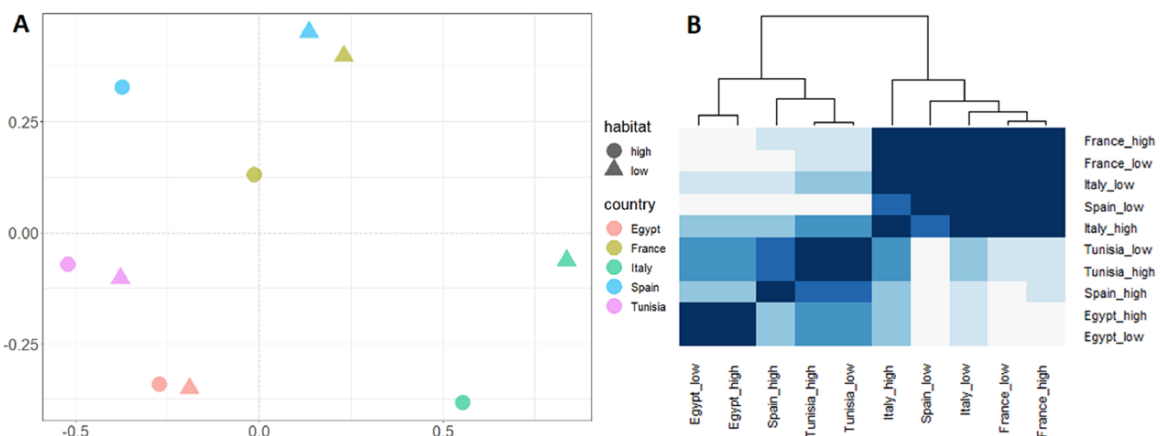 A
0.25
0.00
-0.25
-0.5
0.0
0.5
habitat
high
low
country
Egypt
France
Italy
Spain
Tunisia
B
France_high
France_low
Italy_low
Spain_low
Italy_high
Tunisia_low
Tunisia_high
Spain_high
Egypt_high
Egypt_low
Egypt_low
Egypt_high
Spain_high
Tunisia_high
Tunisia_low
Italy_high
Spain_low
Italy_low
France_low
France_high